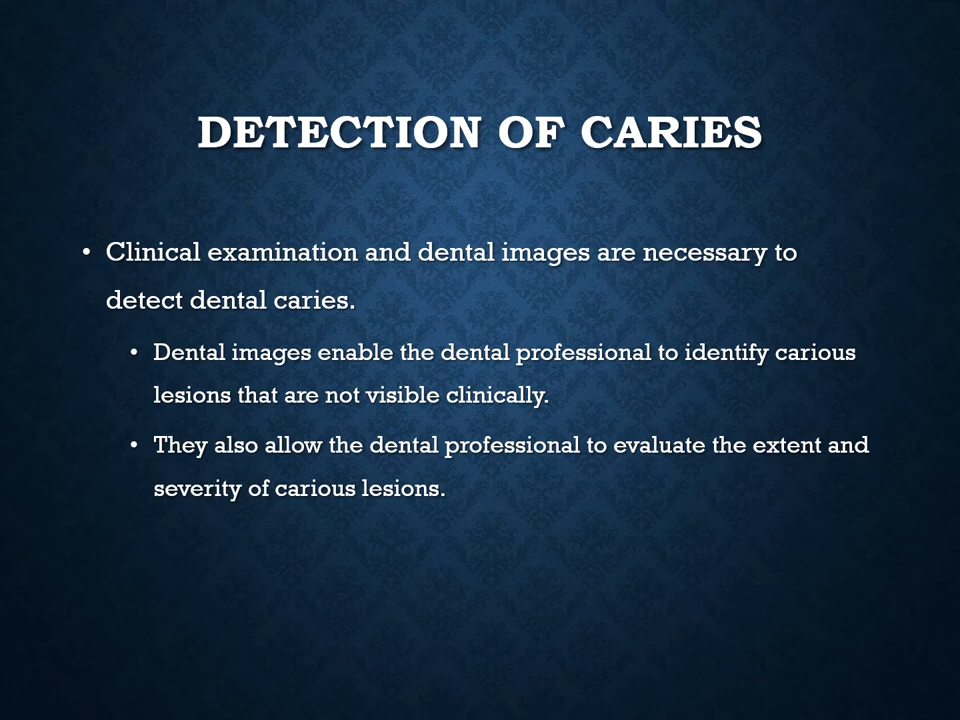 DETECTION OF CARIES
• Clinical examination and dental images are necessary to
detect dental caries.
• Dental images enable the dental professional to identify carious
lesions that are not visible clinically.
• They also allow the dental professional to evaluate the extent and
severity of carious lesions.